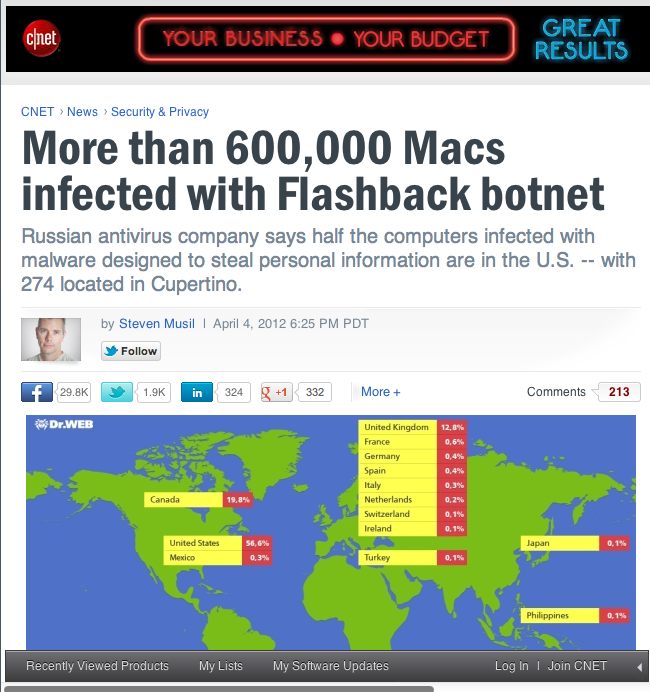 c|net
YOUR BUSINESS • YOUR BUDGET
GREAT
RESULTS
CNET › News › Security & Privacy
More than 600,000 Macs
infected with Flashback botnet
Russian antivirus company says half the computers infected with
malware designed to steal personal information are in the U.S. -- with
274 located in Cupertino.
by Steven Musil | April 4, 2012 6:25 PM PDT
Follow
f 29.8K 1.9K in 324 g +1 332 More + Comments 213
Dr.WEB
United Kingdom 12,8%
France 0,6%
Germany 0,4%
Spain 0,4%
Italy 0,3%
Netherlands 0,2%
Switzerland 0,1%
Ireland 0,1%
Canada 19,8%
United States 56,6%
Mexico 0,3%
Turkey 0,1%
Japan 0,1%
Philippines 0,1%
Recently Viewed Products My Lists My Software Updates Log In | Join CNET